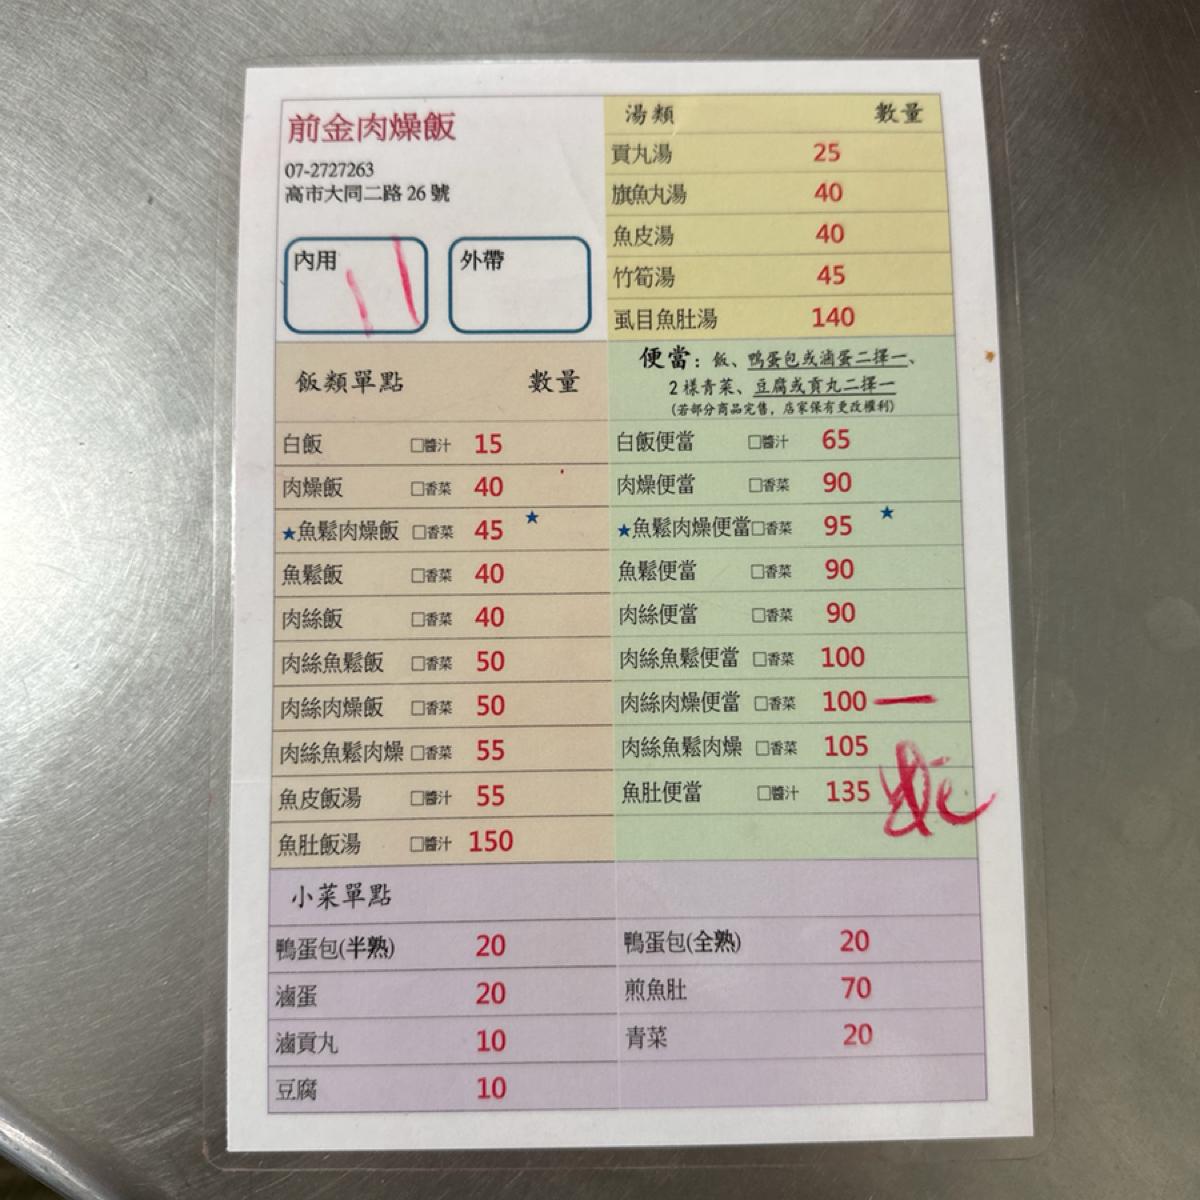 前金肉燥飯
07-2727263
高市大同二路 26 號
內用
外帶
湯類 數量
貢丸湯 25
旗魚丸湯 40
魚皮湯 40
竹筍湯 45
虱目魚肚湯 140
飯類單點 數量
白飯 □醬汁 15
肉燥飯 □香菜 40
★魚鬆肉燥飯 □香菜 45 ★
魚鬆飯 □香菜 40
肉絲飯 □香菜 40
肉絲魚鬆飯 □香菜 50
肉絲肉燥飯 □香菜 50
肉絲魚鬆肉燥 □香菜 55
魚皮飯湯 □醬汁 55
魚肚飯湯 □醬汁 150
便當：飯、鴨蛋包或滷蛋二擇一、
2 樣青菜、豆腐或貢丸二擇一
(若部分商品完售，店家保有更改權利)
白飯便當 □醬汁 65
肉燥便當 □香菜 90
★魚鬆肉燥便當□香菜 95 ★
魚鬆便當 □香菜 90
肉絲便當 □香菜 90
肉絲魚鬆便當 □香菜 100
肉絲肉燥便當 □香菜 100 一
肉絲魚鬆肉燥 □香菜 105
魚肚便當 □醬汁 135
小菜單點
鴨蛋包(半熟) 20
滷蛋 20
滷貢丸 10
豆腐 10
鴨蛋包(全熟) 20
煎魚肚 70
青菜 20